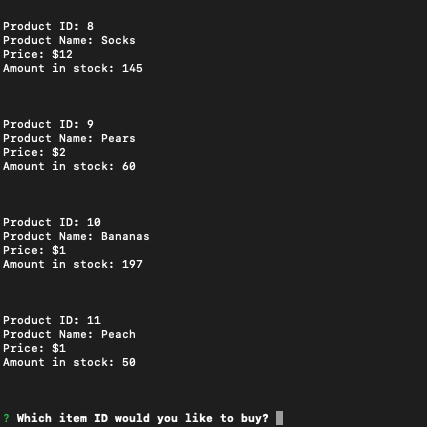 Product ID: 8
Product Name: Socks
Price: $12
Amount in stock: 145
Product ID: 9
Product Name: Pears
Price: $2
Amount in stock: 60
Product ID: 10
Product Name: Bananas
Price: $1
Amount in stock: 197
Product ID: 11
Product Name: Peach
Price: $1
Amount in stock: 50
? Which item ID would you like to buy?